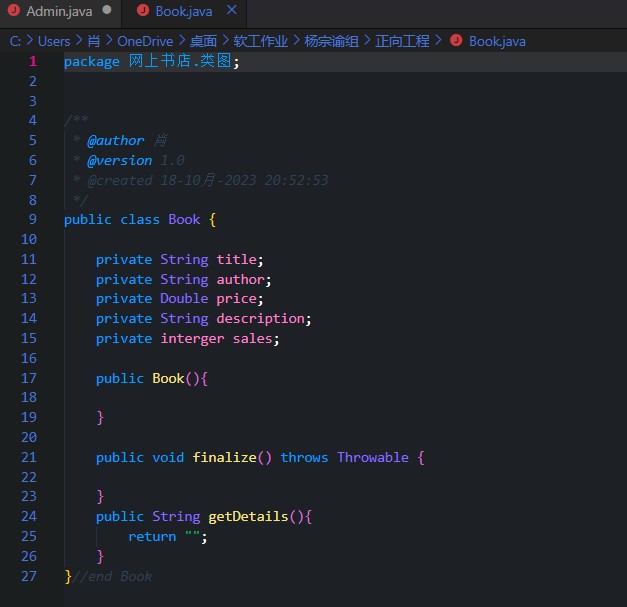 Admin.java
Book.java
C: > Users > 肖 > OneDrive > 桌面 > 软工作业 > 杨宗谕组 > 正向工程 > Book.java
1 package 网上书店.类图;
2
3
4 /**
5 * @author 肖
6 * @version 1.0
7 * @created 18-10月-2023 20:52:53
8 */
9 public class Book {
10
11 private String title;
12 private String author;
13 private Double price;
14 private String description;
15 private interger sales;
16
17 public Book(){
18
19 }
20
21 public void finalize() throws Throwable {
22
23 }
24 public String getDetails(){
25 return "";
26 }
27 }//end Book